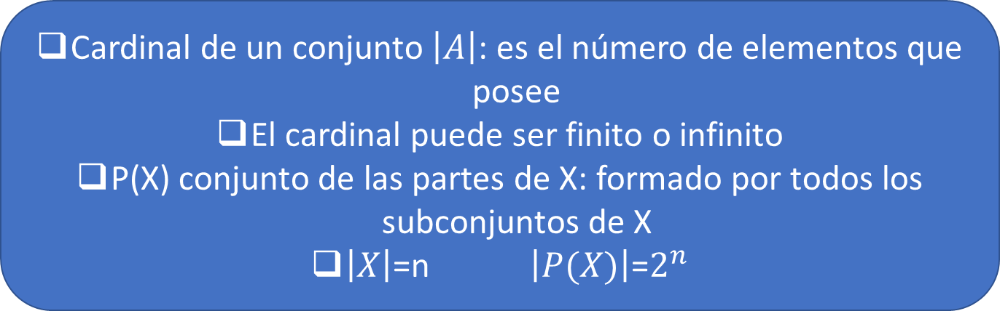 ❑Cardinal de un conjunto |𝐴|: es el número de elementos que
posee
❑El cardinal puede ser finito o infinito
❑P(X) conjunto de las partes de X: formado por todos los
subconjuntos de X
❑|𝑋|=n |𝑃(𝑋)|=2ⁿ